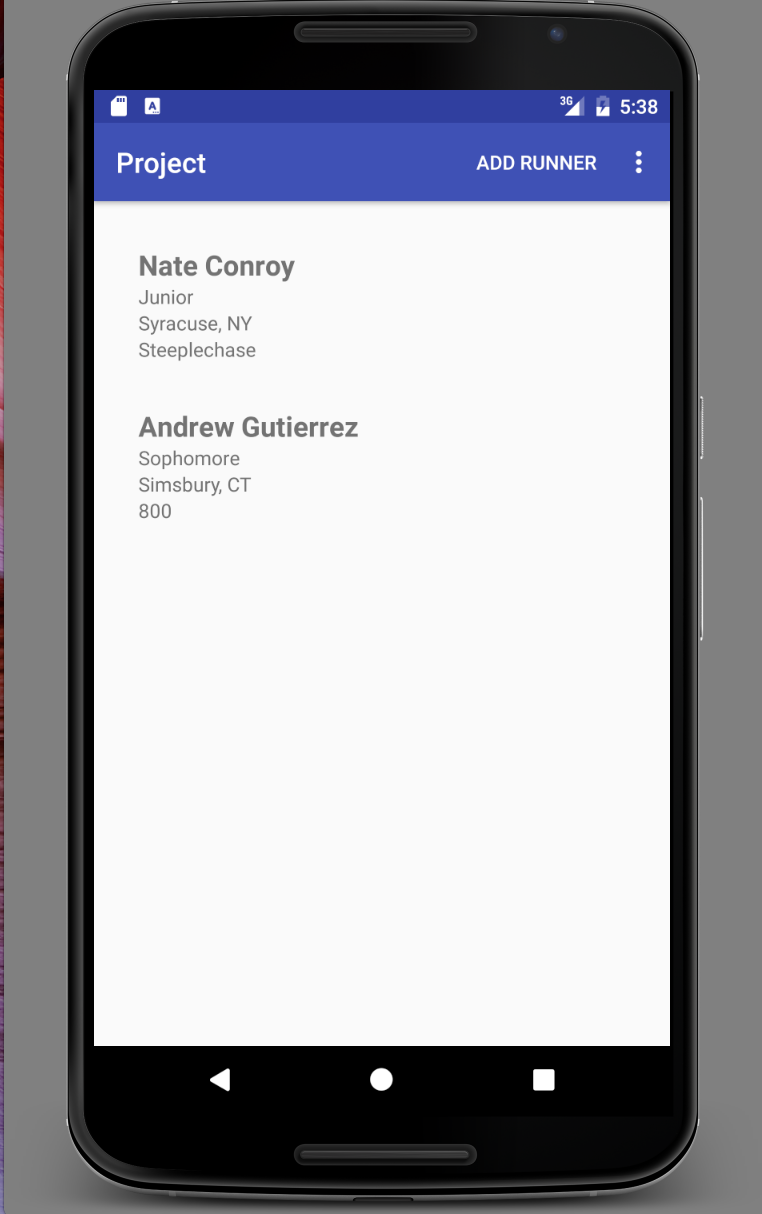 3G 5:38
Project ADD RUNNER
Nate Conroy
Junior
Syracuse, NY
Steeplechase
Andrew Gutierrez
Sophomore
Simsbury, CT
800